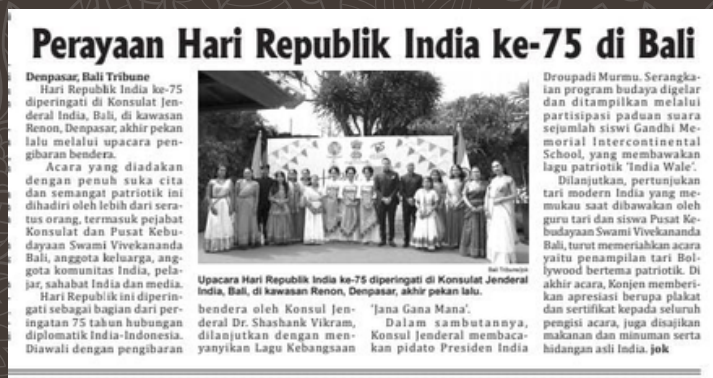 Perayaan Hari Republik India ke-75 di Bali
Denpasar, Bali Tribune
Hari Republik India ke-75
diperingati di Konsulat Jen-
deral India, Bali, di kawasan
Renon, Denpasar, akhir pekan
lalu melalui upacara pen-
gibaran bendera.
Acara yang diadakan
dengan penuh suka cita
dan semangat patriotik ini
dihadiri oleh lebih dari sera-
tus orang, termasuk pejabat
Konsulat dan Pusat Kebu-
dayaan Swami Vivekananda
Bali, anggota keluarga, ang-
gota komunitas India, pela-
jar, sahabat India dan media.
Hari Republik ini diperin-
gati sebagai bagian dari per-
ingatan 75 tahun hubungan
diplomatik India-Indonesia.
Diawali dengan pengibaran
Bali Tribune/jok
Upacara Hari Republik India ke-75 diperingati di Konsulat Jenderal
India, Bali, di kawasan Renon, Denpasar, akhir pekan lalu.
bendera oleh Konsul Jen-
deral Dr. Shashank Vikram,
dilanjutkan dengan men-
yanyikan Lagu Kebangsaan
‘Jana Gana Mana’.
Dalam sambutannya,
Konsul Jenderal membaca-
kan pidato Presiden India
Droupadi Murmu. Serangka-
ian program budaya digelar
dan ditampilkan melalui
partisipasi paduan suara
sejumlah siswi Gandhi Me-
morial Intercontinental
School, yang membawakan
lagu patriotik ‘India Wale’.
Dilanjutkan, pertunjukan
tari modern India yang me-
mukau saat dibawakan oleh
guru tari dan siswa Pusat Ke-
budayaan Swami Vivekananda
Bali, turut memeriahkan acara
yaitu penampilan tari Bol-
lywood bertema patriotik. Di
akhir acara, Konjen memberi-
kan apresiasi berupa plakat
dan sertifikat kepada seluruh
pengisi acara, juga disajikan
makanan dan minuman serta
hidangan asli India. jok